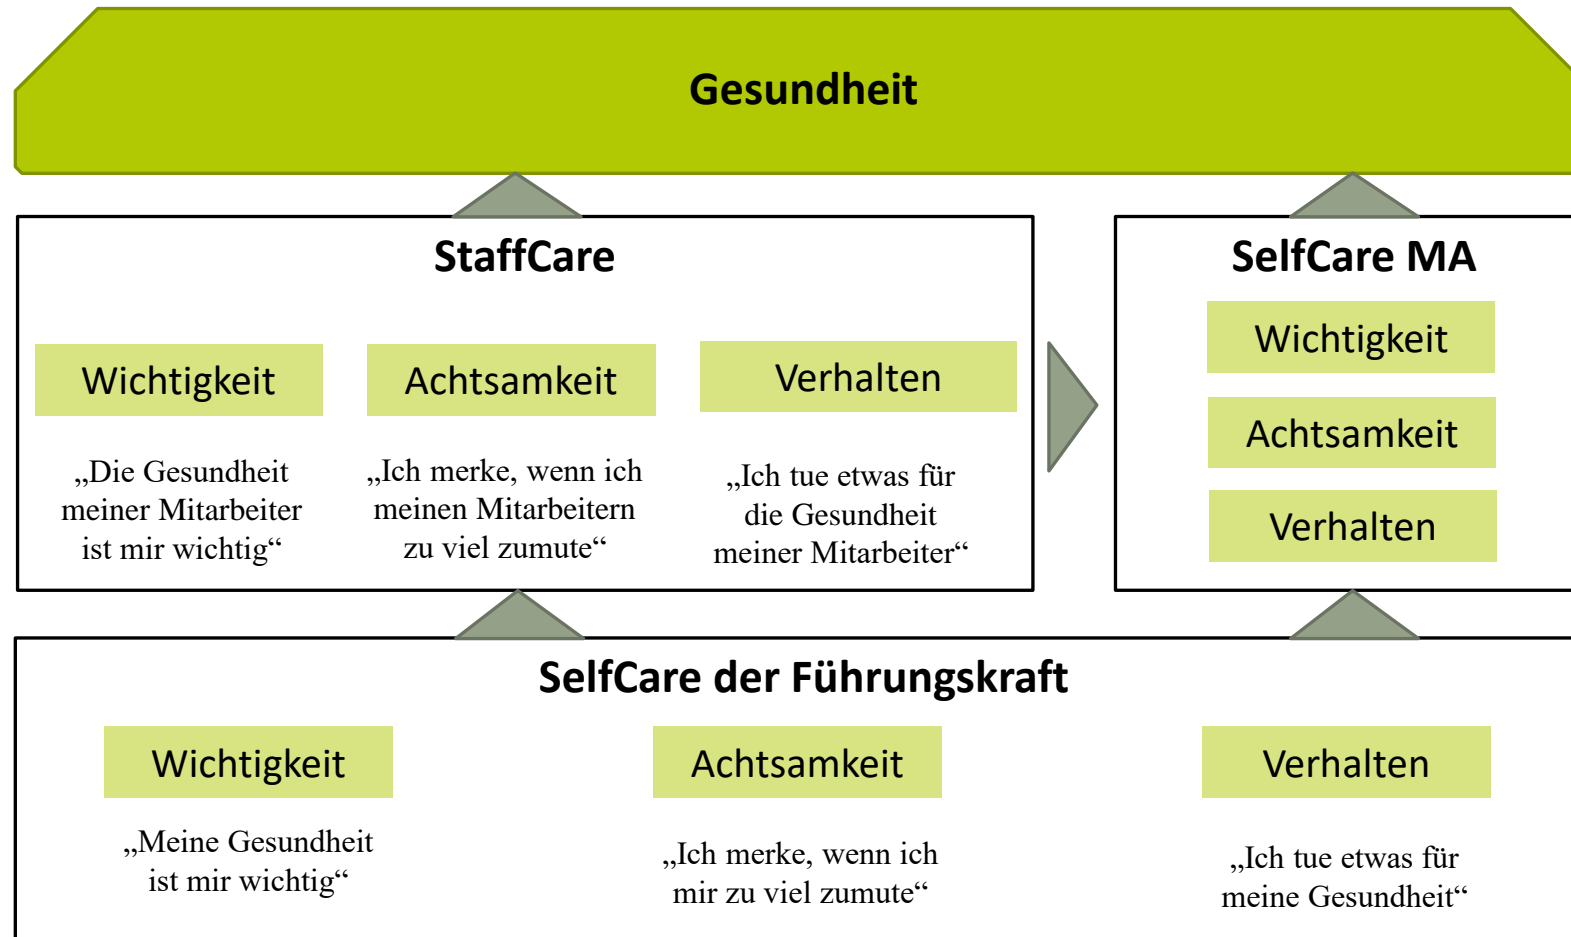 Gesundheit
StaffCare
Wichtigkeit
„Die Gesundheit
meiner Mitarbeiter
ist mir wichtig“
Achtsamkeit
„Ich merke, wenn ich
meinen Mitarbeitern
zu viel zumute“
Verhalten
„Ich tue etwas für
die Gesundheit
meiner Mitarbeiter“
SelfCare MA
Wichtigkeit
Achtsamkeit
Verhalten
SelfCare der Führungskraft
Wichtigkeit
„Meine Gesundheit
ist mir wichtig“
Achtsamkeit
„Ich merke, wenn ich
mir zu viel zumute“
Verhalten
„Ich tue etwas für
meine Gesundheit“